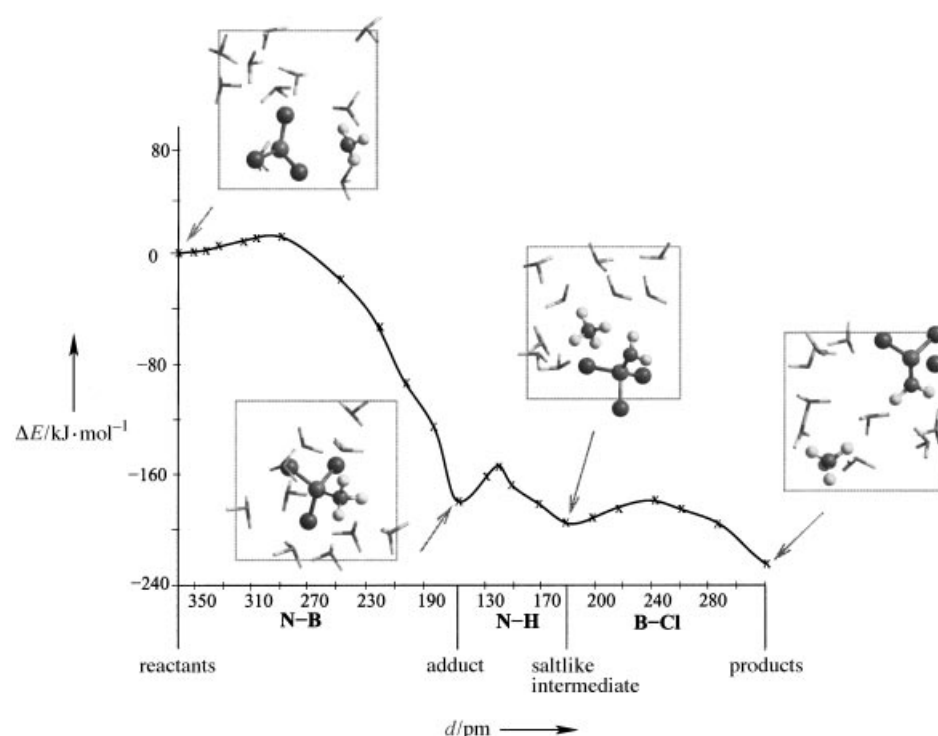 80
0
−80
ΔE/kJ·mol⁻¹
−160
−240
350 310 270 230 190 130 170 200 240 280
N−B N−H B−Cl
reactants adduct saltlike products
intermediate
d/pm